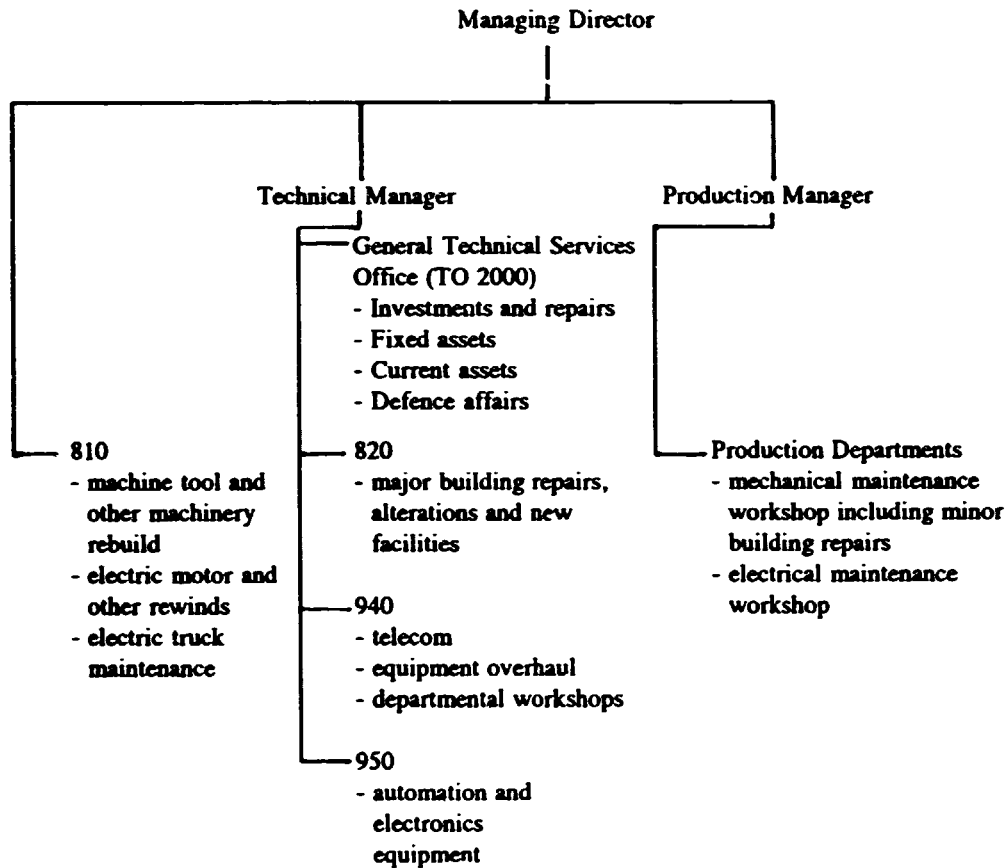 Managing Director
Technical Manager
Production Manager
General Technical Services
Office (TO 2000)
- Investments and repairs
- Fixed assets
- Current assets
- Defence affairs
810
- machine tool and
other machinery
rebuild
- electric motor and
other rewinds
- electric truck
maintenance
820
- major building repairs,
alterations and new
facilities
940
- telecom
- equipment overhaul
- departmental workshops
950
- automation and
electronics
equipment
Production Departments
- mechanical maintenance
workshop including minor
building repairs
- electrical maintenance
workshop